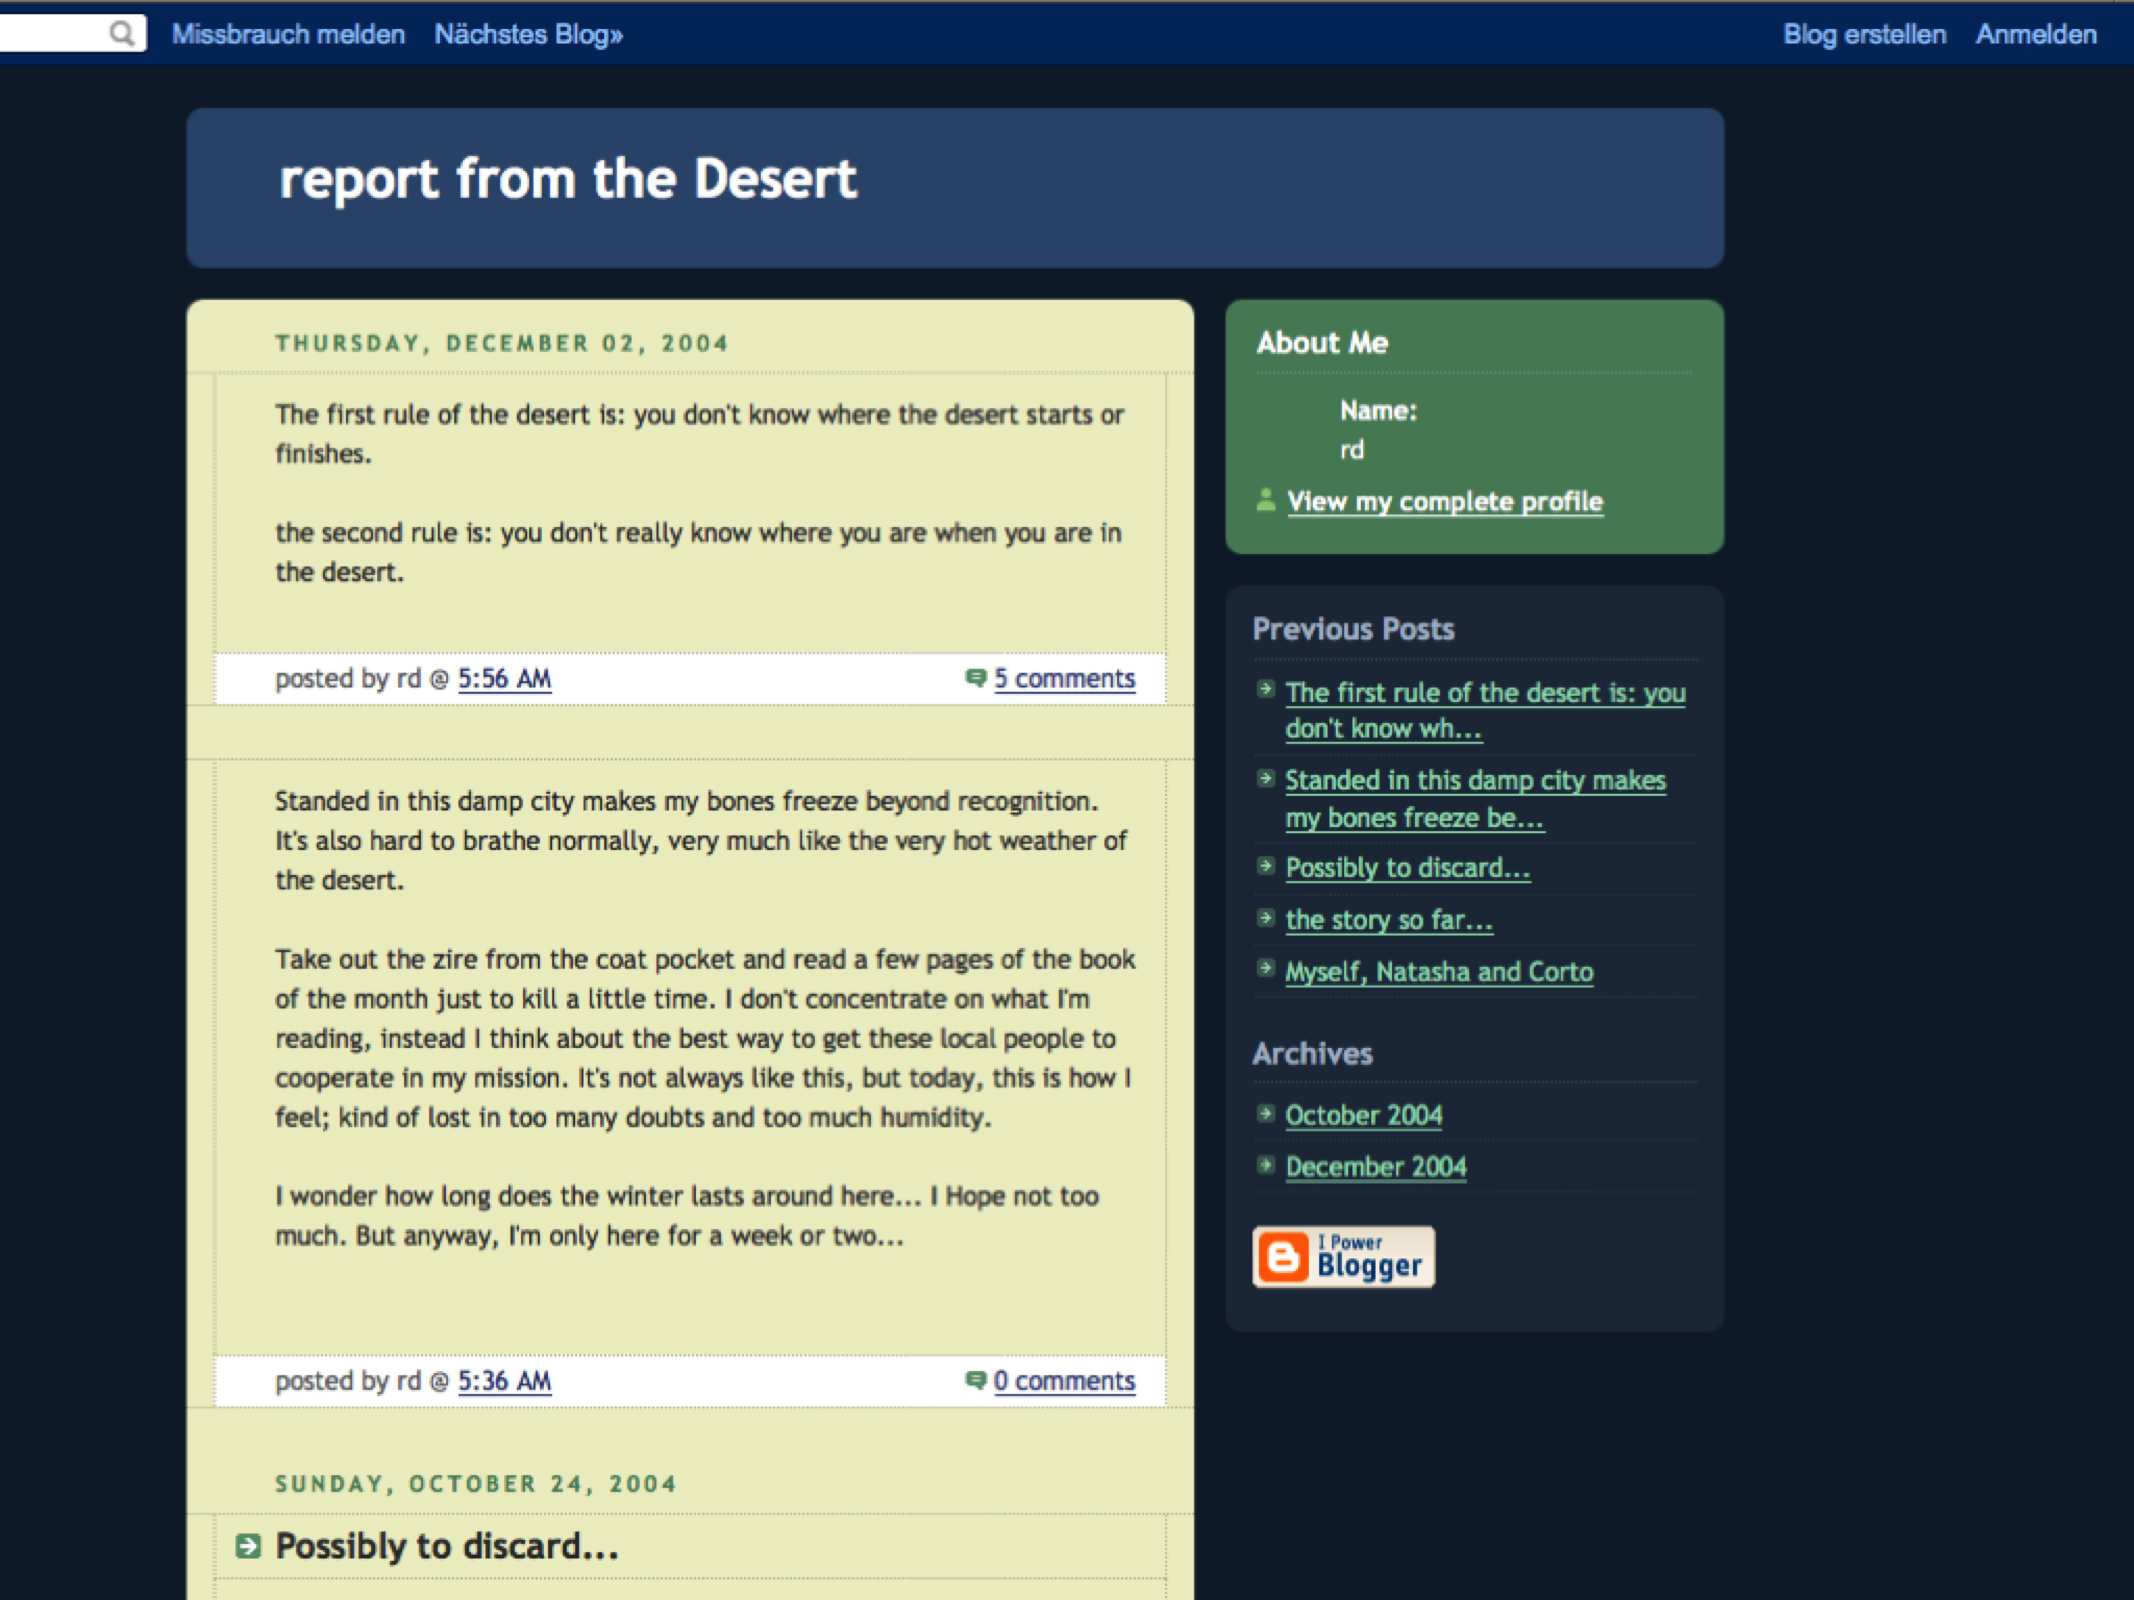 Missbrauch melden Nächstes Blog» Blog erstellen Anmelden
report from the Desert
THURSDAY, DECEMBER 02, 2004
The first rule of the desert is: you don't know where the desert starts or
finishes.
the second rule is: you don't really know where you are when you are in
the desert.
posted by rd @ 5:56 AM 5 comments
Standed in this damp city makes my bones freeze beyond recognition.
It's also hard to brathe normally, very much like the very hot weather of
the desert.
Take out the zire from the coat pocket and read a few pages of the book
of the month just to kill a little time. I don't concentrate on what I'm
reading, instead I think about the best way to get these local people to
cooperate in my mission. It's not always like this, but today, this is how I
feel; kind of lost in too many doubts and too much humidity.
I wonder how long does the winter lasts around here... I Hope not too
much. But anyway, I'm only here for a week or two...
posted by rd @ 5:36 AM 0 comments
SUNDAY, OCTOBER 24, 2004
Possibly to discard...
About Me
Name:
rd
View my complete profile
Previous Posts
The first rule of the desert is: you
don't know wh...
Standed in this damp city makes
my bones freeze be...
Possibly to discard...
the story so far...
Myself, Natasha and Corto
Archives
October 2004
December 2004
I Power
Blogger